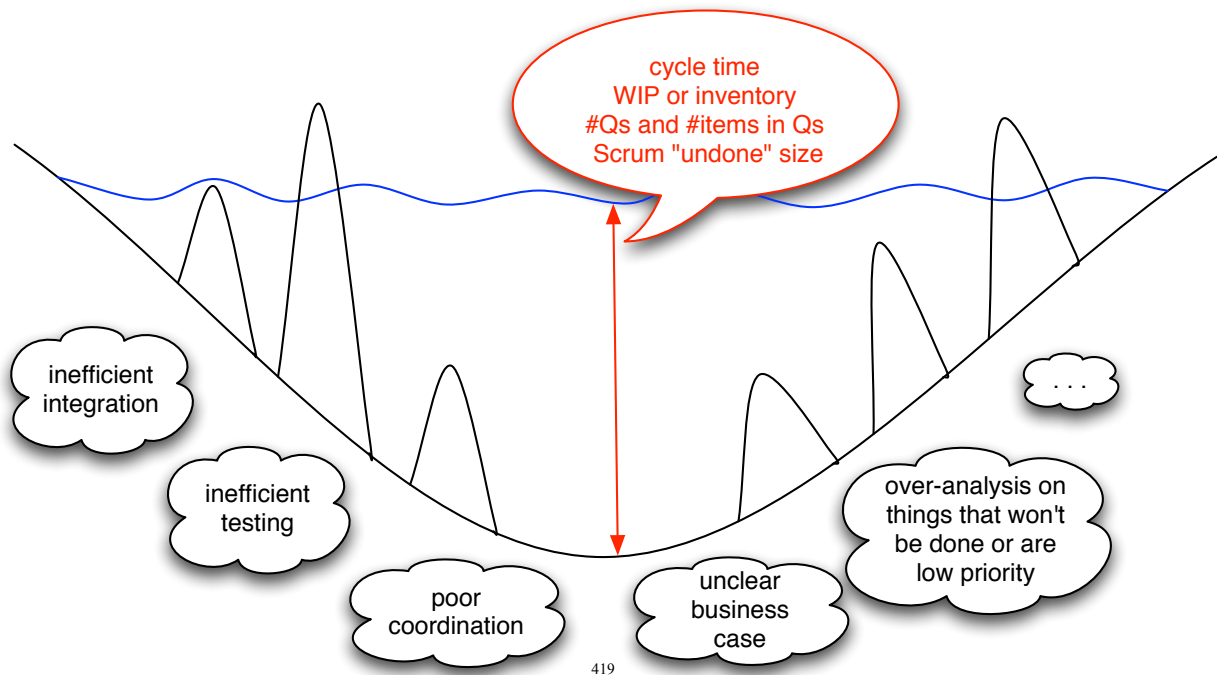 cycle time
WIP or inventory
#Qs and #items in Qs
Scrum "undone" size
inefficient
integration
inefficient
testing
poor
coordination
unclear
business
case
over-analysis on
things that won't
be done or are
low priority
. . .
419